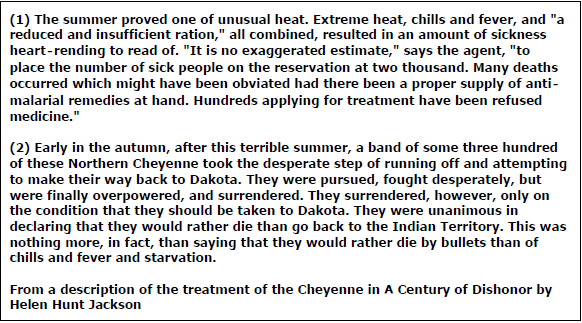 (1) The summer proved one of unusual heat. Extreme heat, chills and fever, and "a
reduced and insufficient ration," all combined, resulted in an amount of sickness
heart-rending to read of. "It is no exaggerated estimate," says the agent, "to
place the number of sick people on the reservation at two thousand. Many deaths
occurred which might have been obviated had there been a proper supply of anti-
malarial remedies at hand. Hundreds applying for treatment have been refused
medicine."
(2) Early in the autumn, after this terrible summer, a band of some three hundred
of these Northern Cheyenne took the desperate step of running off and attempting
to make their way back to Dakota. They were pursued, fought desperately, but
were finally overpowered, and surrendered. They surrendered, however, only on
the condition that they should be taken to Dakota. They were unanimous in
declaring that they would rather die than go back to the Indian Territory. This was
nothing more, in fact, than saying that they would rather die by bullets than of
chills and fever and starvation.
From a description of the treatment of the Cheyenne in A Century of Dishonor by
Helen Hunt Jackson